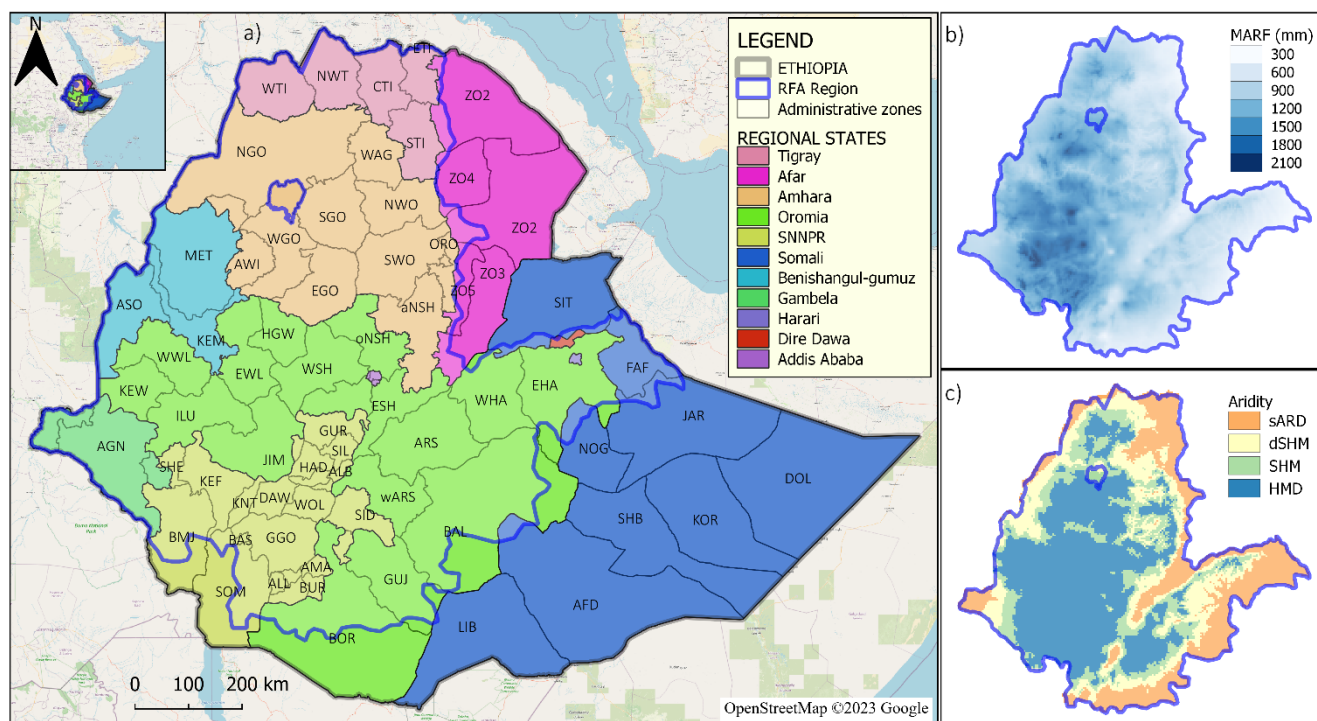 N
a)
LEGEND
ETHIOPIA
RFA Region
Administrative zones
REGIONAL STATES
Tigray
Afar
Amhara
Oromia
SNNPR
Somali
Benishangul-gumuz
Gambela
Harari
Dire Dawa
Addis Ababa
WTI
NWT
CTI
ETI
ZO2
STI
NGO
WAG
ZO4
NWO
SGO
ZO2
WGO
ORO
MET
AWI
SWO
ZO3
EGO
ZO5
aNSH
SIT
ASO
KEM
HGW
oNSH
WWL
EWL
WSH
FAF
KEW
WHA
EHA
ILU
ESH
JAR
AGN
GUR
ARS
SIL
NOG
SHE
JIM
HAD
ALB
KEF
DOL
KNT
DAW
WOL
wARS
SID
SHB
KOR
BMJ
BAS
GGO
BAL
AMA
SOM
ALL
BUR
GUJ
AFD
LIB
BOR
0 100 200 km
OpenStreetMap ©2023 Google
b)
MARF (mm)
300
600
900
1200
1500
1800
2100
c)
Aridity
sARD
dSHM
SHM
HMD